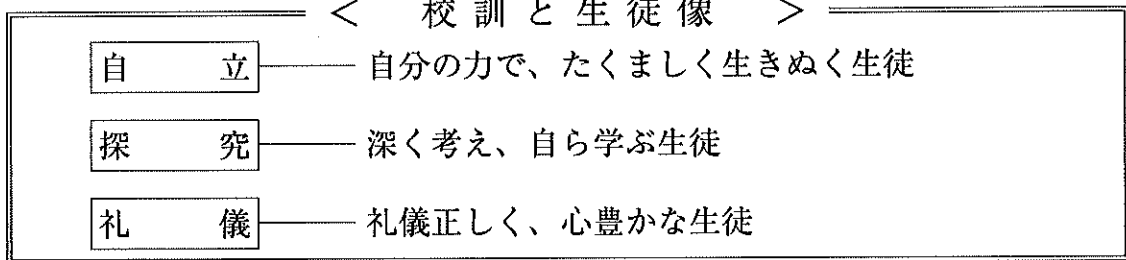 < 校訓と生徒像 >
自立 自分の力で、たくましく生きぬく生徒
探究 深く考え、自ら学ぶ生徒
礼儀 礼儀正しく、心豊かな生徒